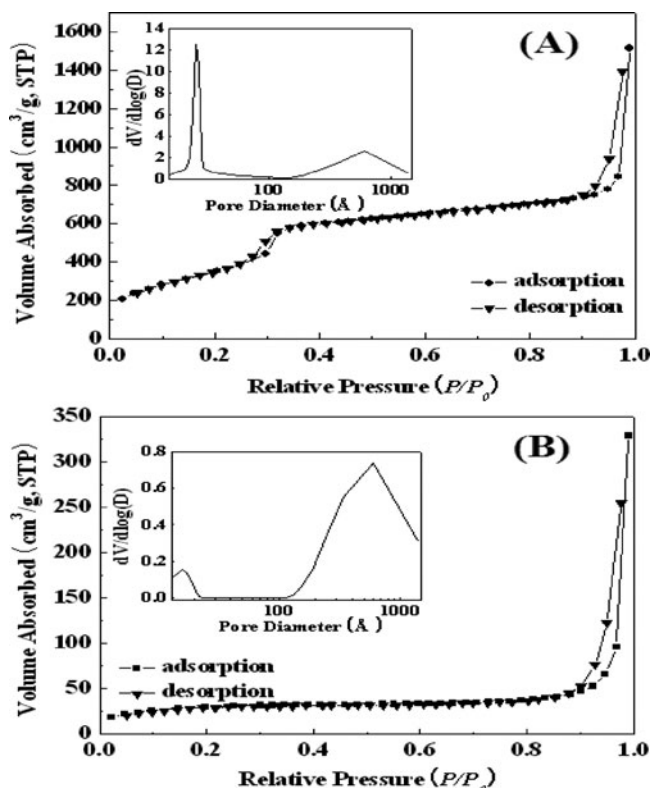 (A)
Volume Absorbed (cm³/g, STP)
1600
1400
1200
1000
800
600
400
200
0
dV/dlog(D)
14
12
10
8
6
4
2
0
100 1000
Pore Diameter (Å)
adsorption
desorption
0.0 0.2 0.4 0.6 0.8 1.0
Relative Pressure (P/P₀)
(B)
Volume Absorbed (cm³/g, STP)
350
300
250
200
150
100
50
0
dV/dlog(D)
0.8
0.6
0.4
0.2
0.0
100 1000
Pore Diameter (Å)
adsorption
desorption
0.0 0.2 0.4 0.6 0.8 1.0
Relative Pressure (P/P₀)